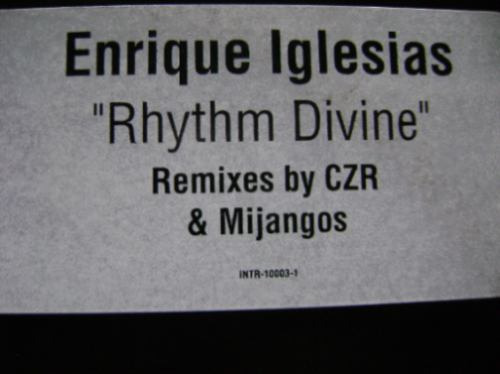 Enrique Iglesias
"Rhythm Divine"
Remixes by CZR
& Mijangos
INTR-10003-1